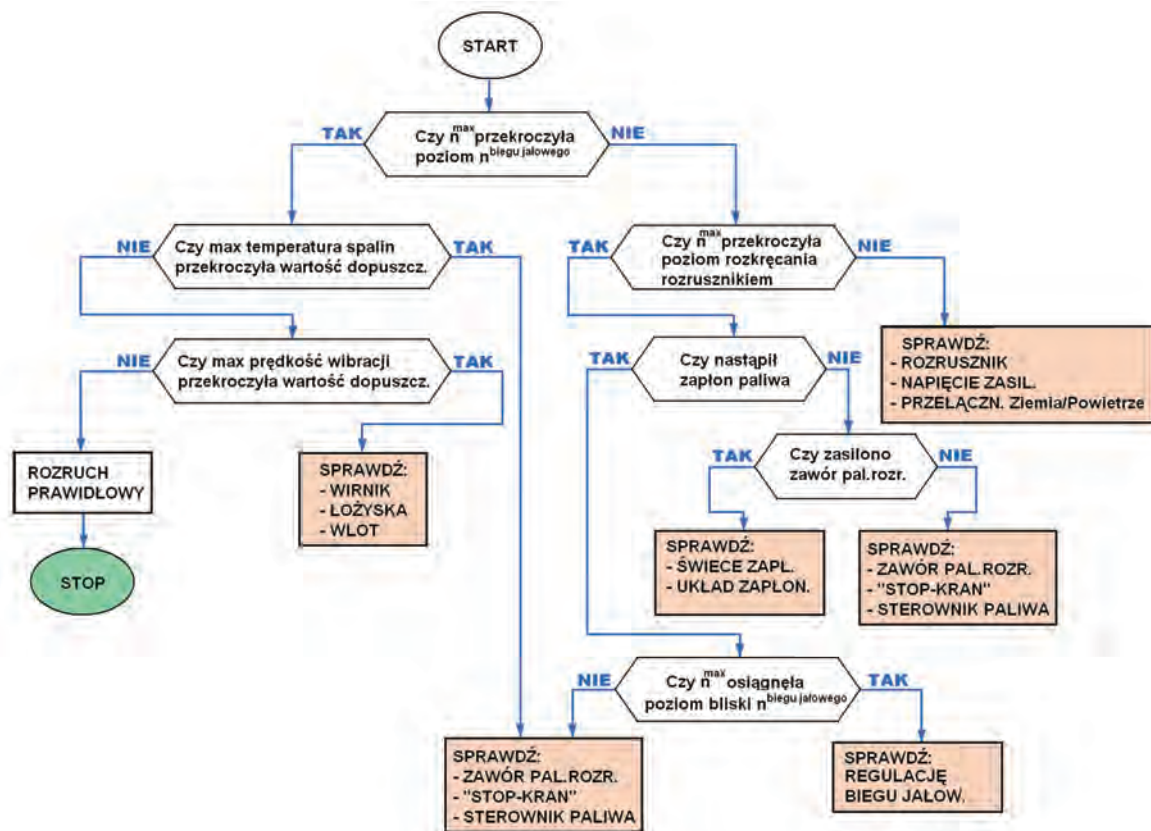 START
TAK
NIE
Czy n^max przekroczyła
poziom n^biegu jałowego
NIE
Czy max temperatura spalin
przekroczyła wartość dopuszcz.
TAK
TAK
Czy n^max przekroczyła
poziom rozkręcania
rozrusznikiem
NIE
NIE
Czy max prędkość wibracji
przekroczyła wartość dopuszcz.
TAK
TAK
Czy nastąpił
zapłon paliwa
NIE
SPRAWDŹ:
- ROZRUSZNIK
- NAPIĘCIE ZASIL.
- PRZEŁĄCZN. Ziemia/Powietrze
ROZRUCH
PRAWIDŁOWY
STOP
SPRAWDŹ:
- WIRNIK
- ŁOŻYSKA
- WLOT
TAK
Czy zasilono
zawór pal.rozr.
NIE
SPRAWDŹ:
- ŚWIECE ZAPŁ.
- UKŁAD ZAPŁON.
SPRAWDŹ:
- ZAWÓR PAL.ROZR.
- "STOP-KRAN"
- STEROWNIK PALIWA
NIE
Czy n^max osiągnęła
poziom bliski n^biegu jałowego
TAK
SPRAWDŹ:
- ZAWÓR PAL.ROZR.
- "STOP-KRAN"
- STEROWNIK PALIWA
SPRAWDŹ:
REGULACJĘ
BIEGU JAŁOW.